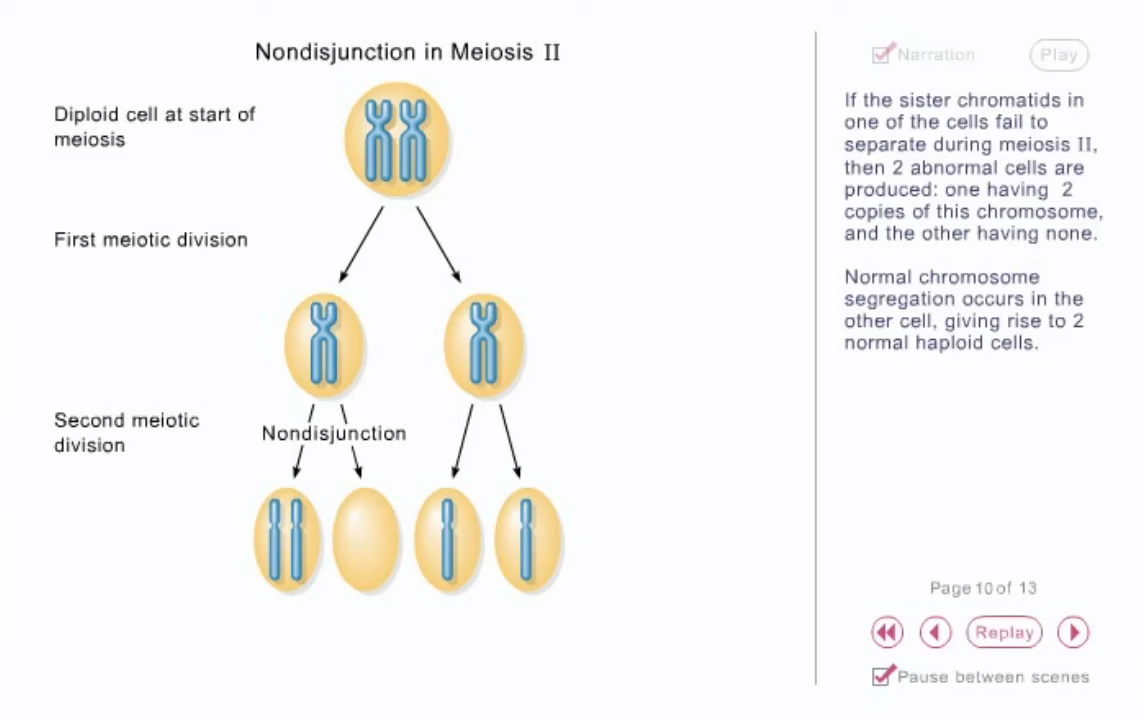 Nondisjunction in Meiosis II
Diploid cell at start of
meiosis
First meiotic division
Second meiotic
division
Nondisjunction
Narration
Play
If the sister chromatids in
one of the cells fail to
separate during meiosis II,
then 2 abnormal cells are
produced: one having 2
copies of this chromosome,
and the other having none.
Normal chromosome
segregation occurs in the
other cell, giving rise to 2
normal haploid cells.
Page 10 of 13
Replay
Pause between scenes